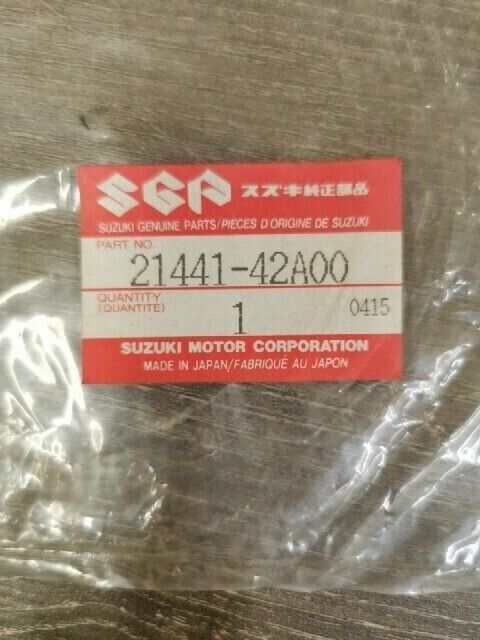 SGP スズキ純正部品
SUZUKI GENUINE PARTS/PIECES D'ORIGINE DE SUZUKI
PART NO.
21441-42A00
QUANTITY
(QUANTITÉ)
1
0415
SUZUKI MOTOR CORPORATION
MADE IN JAPAN/FABRIQUÉ AU JAPON